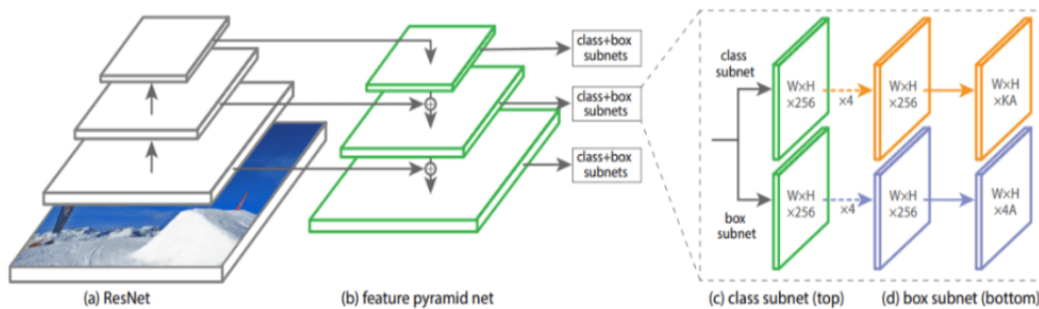 class+box
subnets
class+box
subnets
class+box
subnets
class
subnet
W×H
×256
×4
W×H
×256
W×H
×KA
W×H
×256
×4
W×H
×256
W×H
×4A
box
subnet
(a) ResNet
(b) feature pyramid net
(c) class subnet (top)
(d) box subnet (bottom)